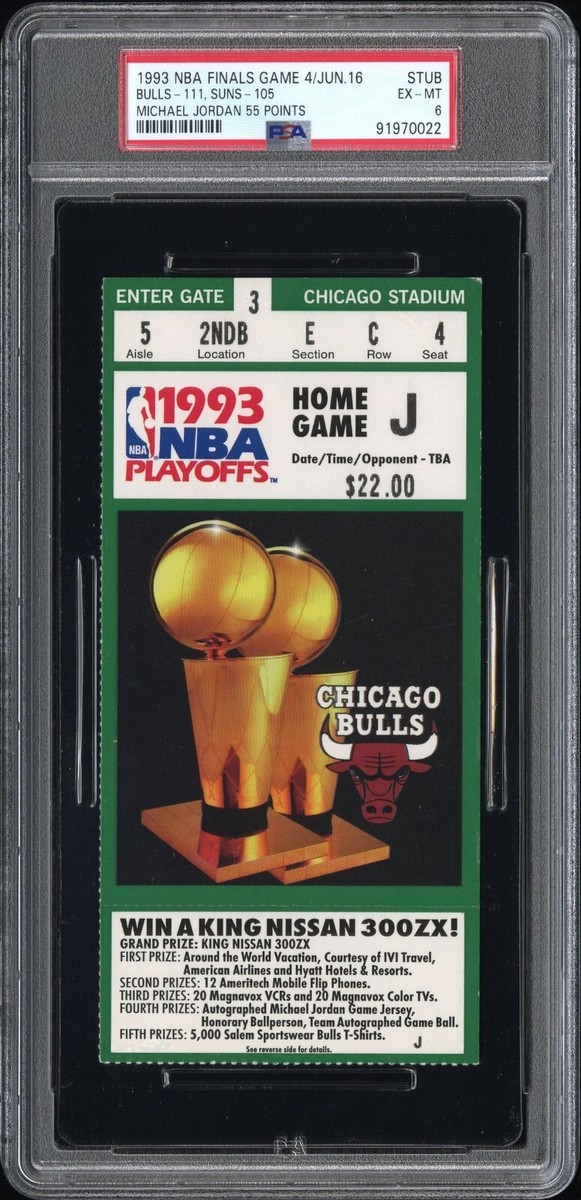 1993 NBA FINALS GAME 4/JUN.16 STUB
BULLS - 111, SUNS - 105 EX - MT
MICHAEL JORDAN 55 POINTS 6
PSA 91970022
ENTER GATE 3 CHICAGO STADIUM
5 2NDB E C 4
Aisle Location Section Row Seat
1993
NBA NBA
PLAYOFFS™
HOME
GAME J
Date/Time/Opponent - TBA
$22.00
CHICAGO
BULLS
WIN A KING NISSAN 300ZX!
GRAND PRIZE: KING NISSAN 300ZX
FIRST PRIZE: Around the World Vacation, Courtesy of IVI Travel,
American Airlines and Hyatt Hotels & Resorts.
SECOND PRIZES: 12 Ameritech Mobile Flip Phones.
THIRD PRIZES: 20 Magnavox VCRs and 20 Magnavox Color TVs.
FOURTH PRIZES: Autographed Michael Jordan Game Jersey,
Honorary Ballperson, Team Autographed Game Ball.
FIFTH PRIZES: 5,000 Salem Sportswear Bulls T-Shirts. J
See reverse side for details.